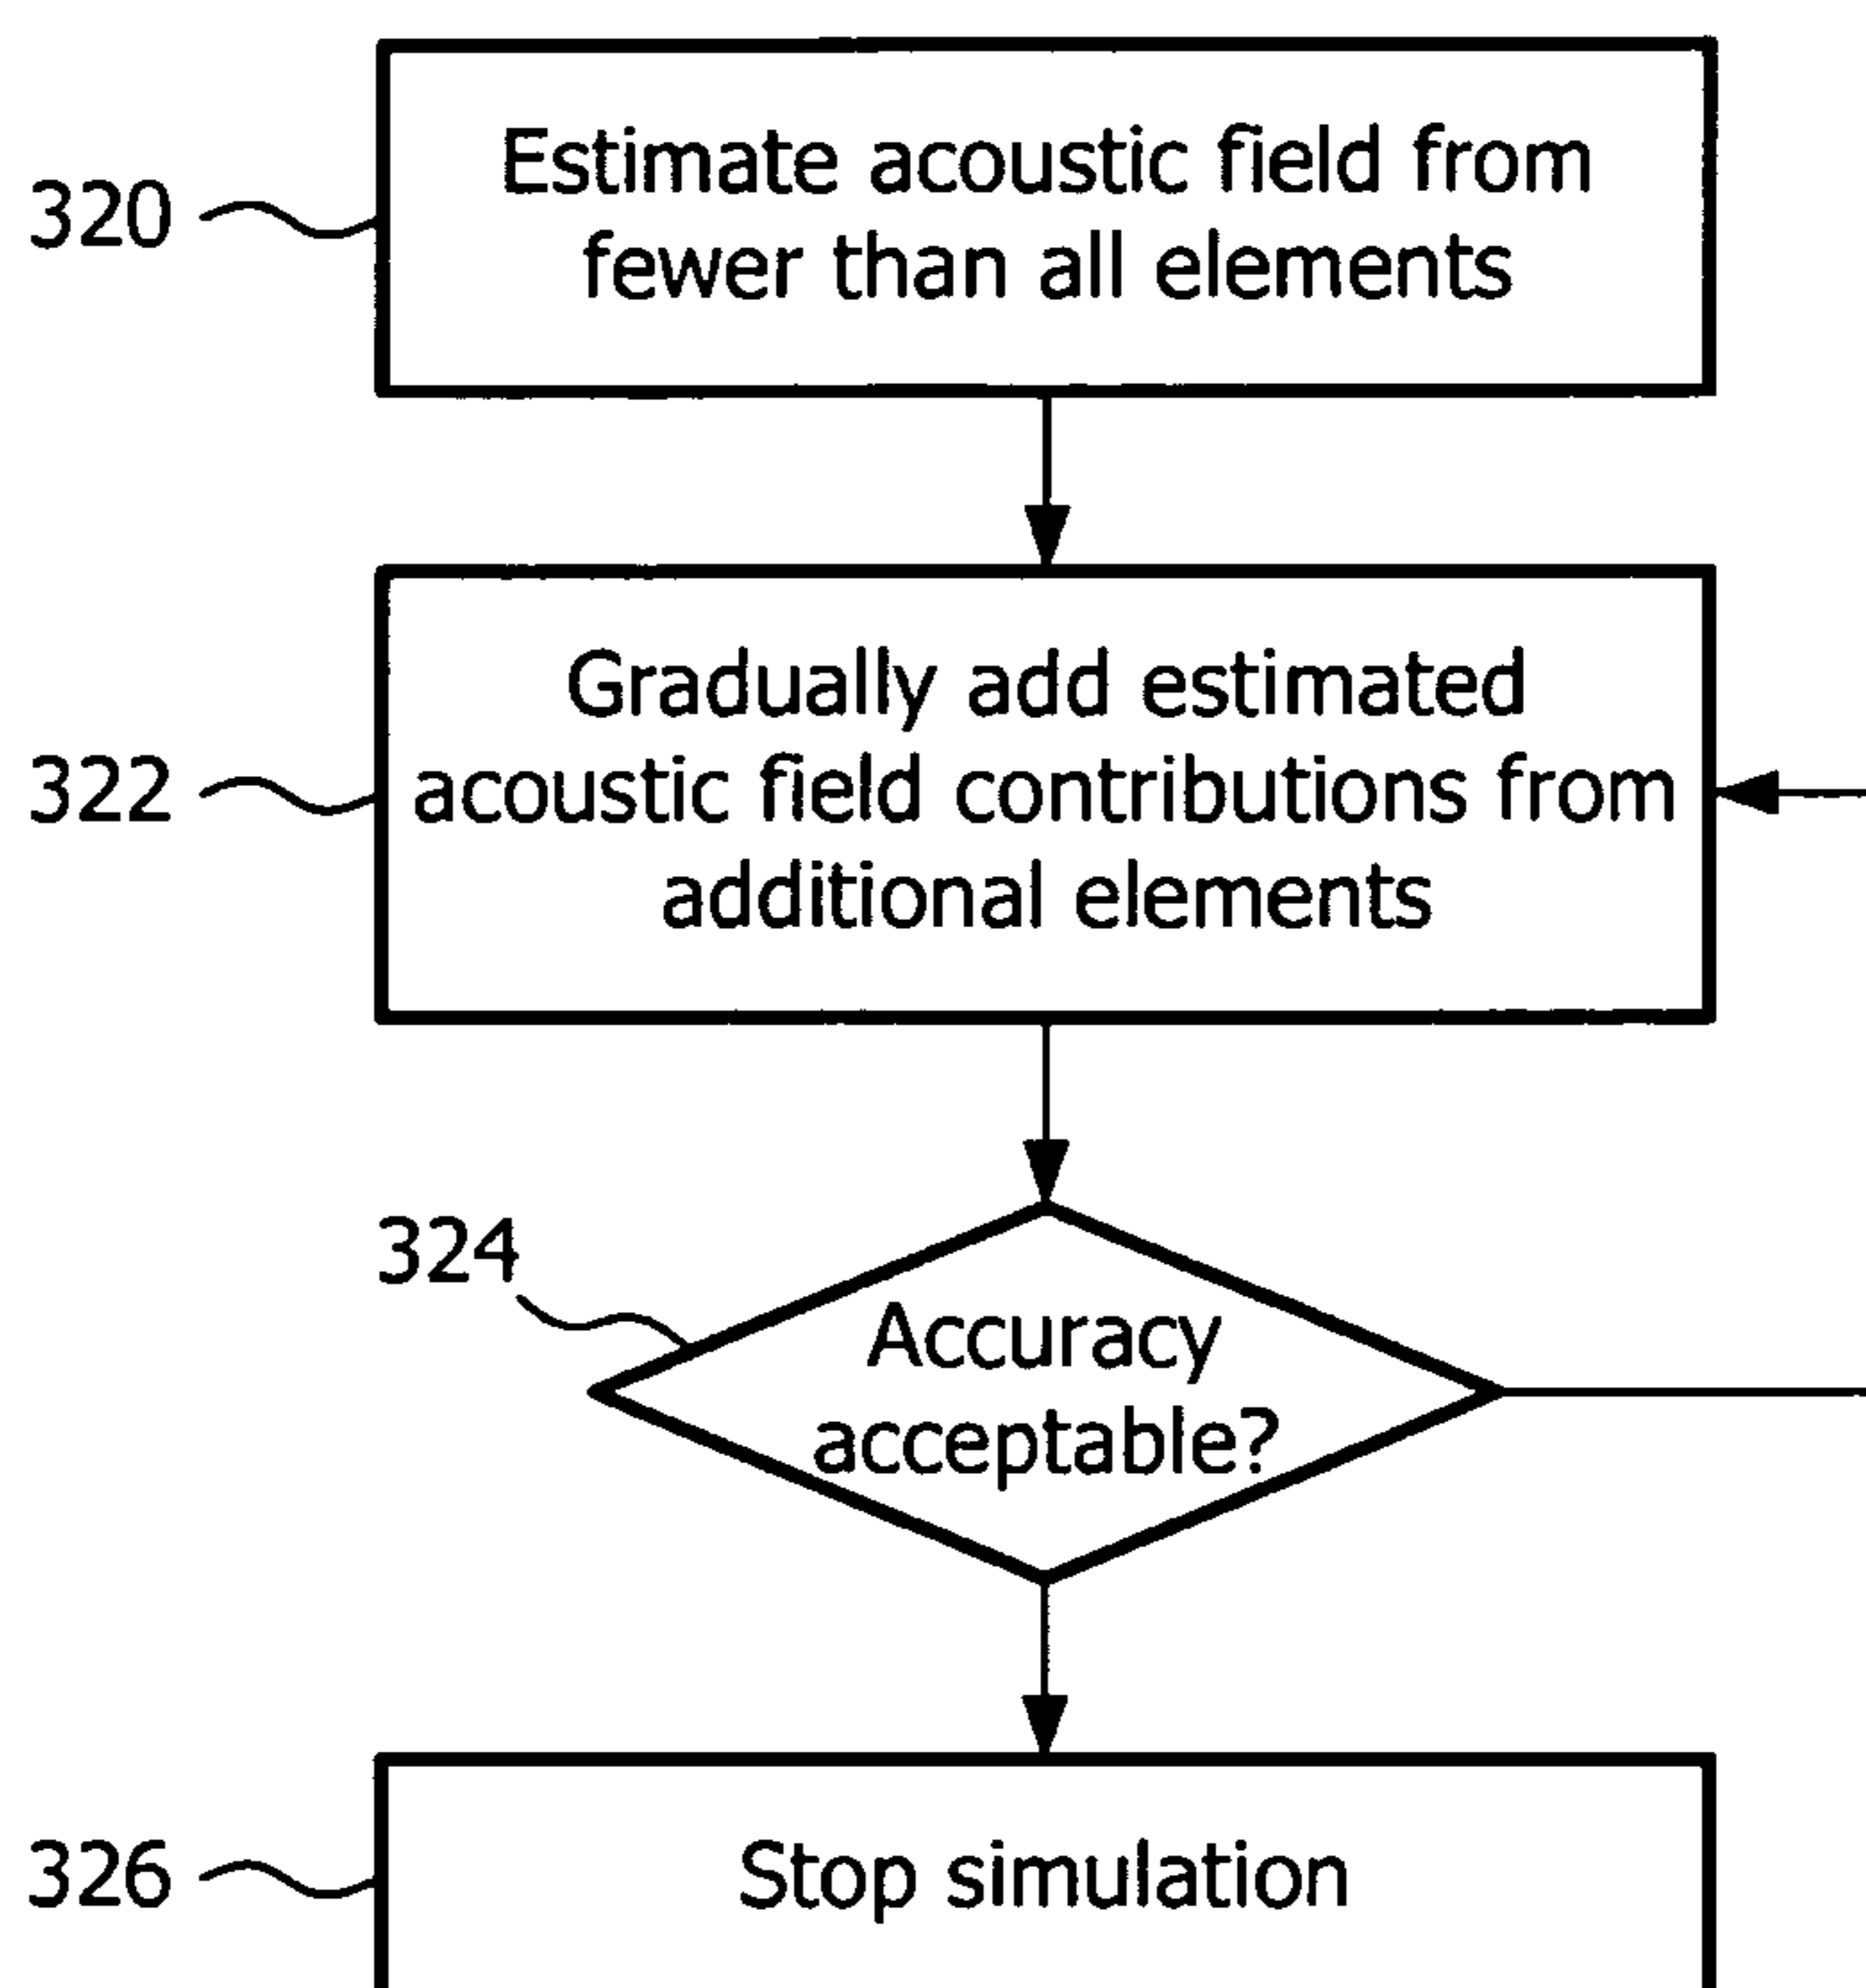 320
Estimate acoustic field from
fewer than all elements
322
Gradually add estimated
acoustic field contributions from
additional elements
324
Accuracy
acceptable?
326
Stop simulation